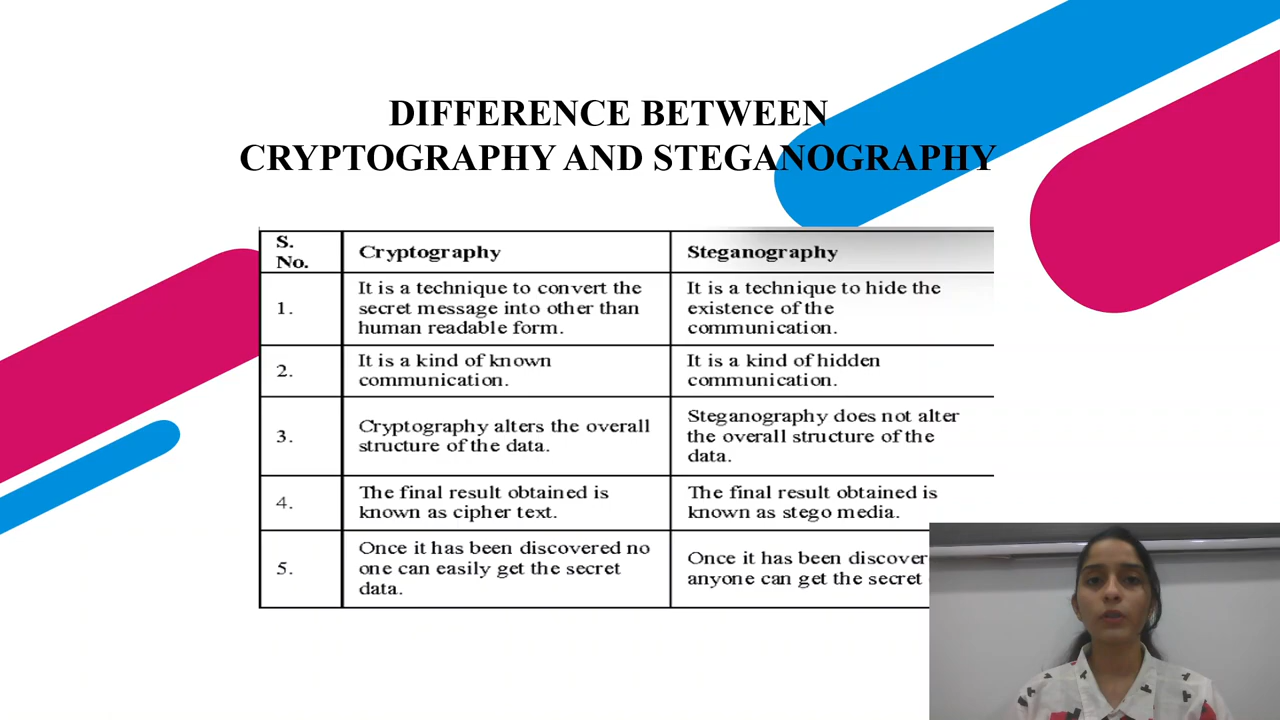 DIFFERENCE BETWEEN
CRYPTOGRAPHY AND STEGANOGRAPHY
S.
No.
Cryptography
Steganography
1.
It is a technique to convert the
secret message into other than
human readable form.
It is a technique to hide the
existence of the
communication.
2.
It is a kind of known
communication.
It is a kind of hidden
communication.
3.
Cryptography alters the overall
structure of the data.
Steganography does not alter
the overall structure of the
data.
4.
The final result obtained is
known as cipher text.
The final result obtained is
known as stego media.
5.
Once it has been discovered no
one can easily get the secret
data.
Once it has been
anyone can get the secret